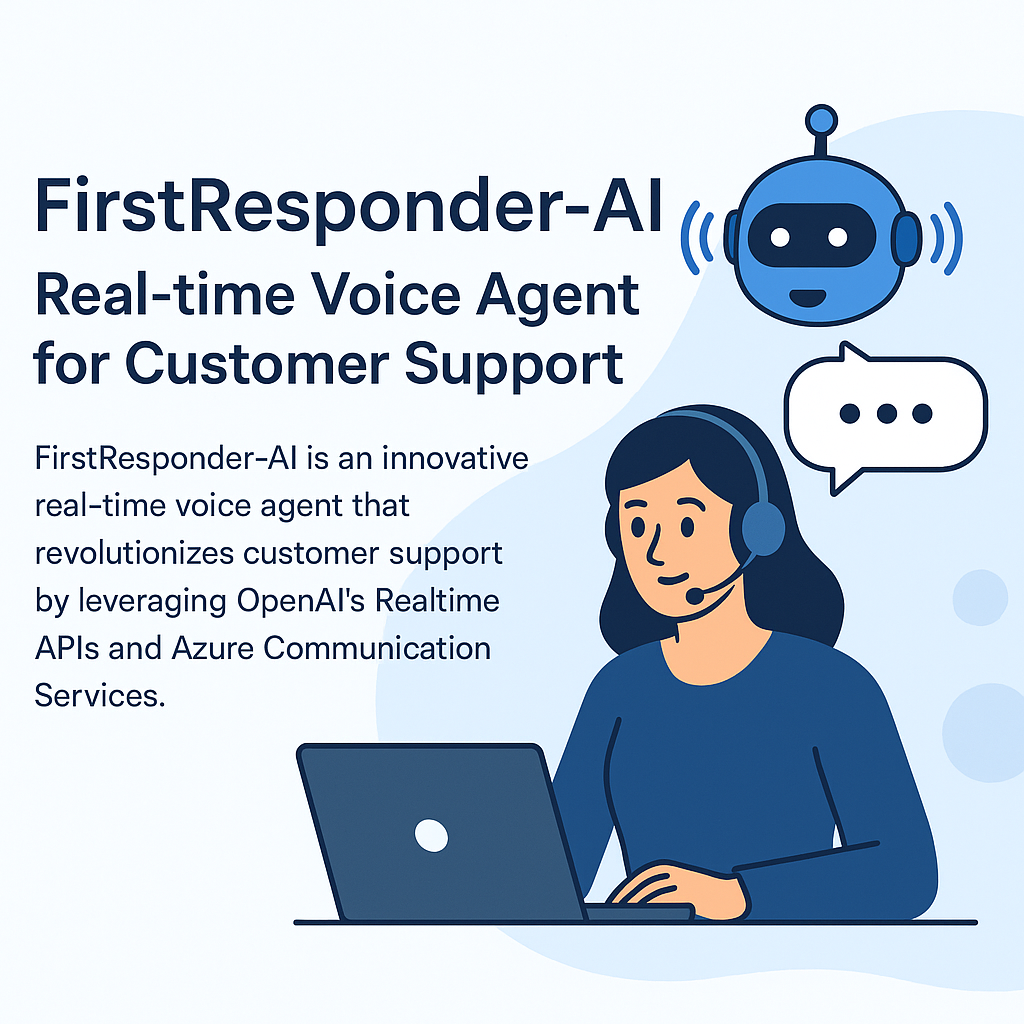 FirstResponder-AI
Real-time Voice Agent
for Customer Support
FirstResponder-AI is an innovative
real-time voice agent that
revolutionizes customer support
by leveraging OpenAI's Realtime
APIs and Azure Communication
Services.